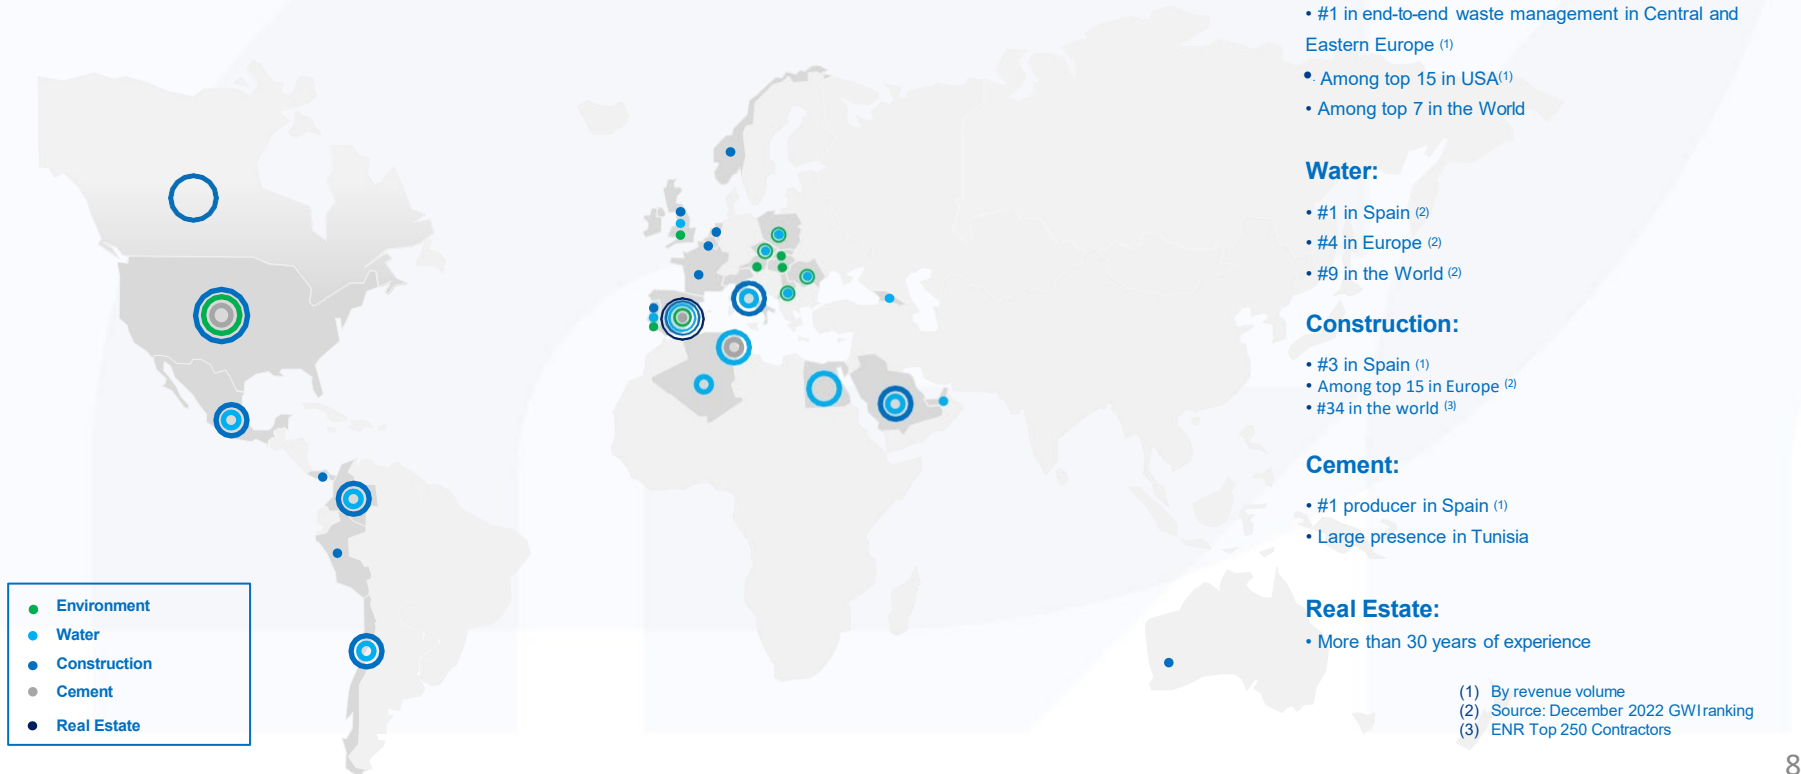 • #1 in end-to-end waste management in Central and
Eastern Europe (1)
•. Among top 15 in USA(1)
• Among top 7 in the World
Water:
• #1 in Spain (2)
• #4 in Europe (2)
• #9 in the World (2)
Construction:
• #3 in Spain (1)
• Among top 15 in Europe (2)
• #34 in the world (3)
Cement:
• #1 producer in Spain (1)
• Large presence in Tunisia
Real Estate:
• More than 30 years of experience
Environment
Water
Construction
Cement
Real Estate
(1) By revenue volume
(2) Source: December 2022 GWI ranking
(3) ENR Top 250 Contractors
8